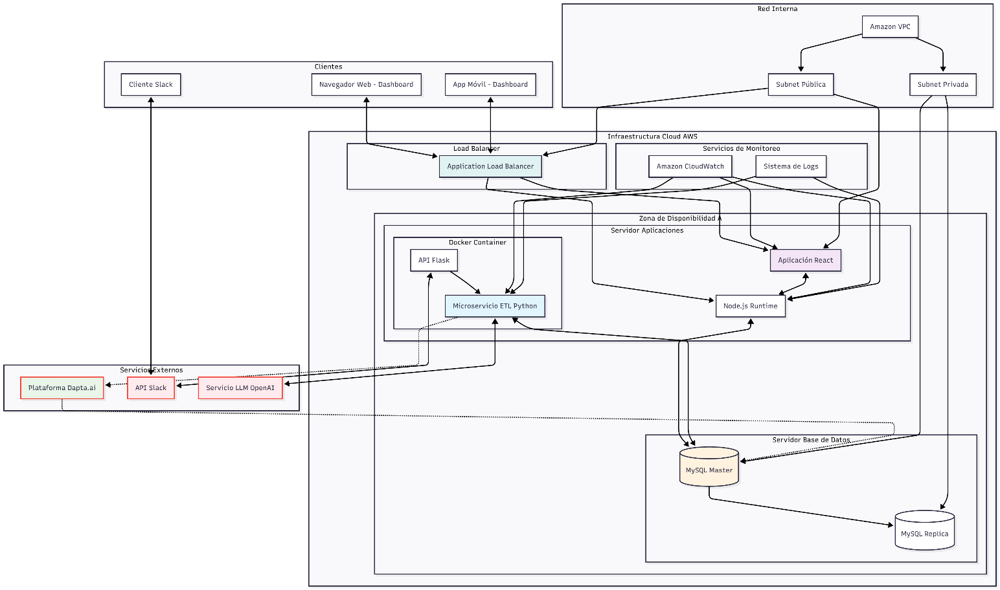 Red Interna
Amazon VPC
Clientes
Cliente Slack
Navegador Web - Dashboard
App Móvil - Dashboard
Subnet Pública
Subnet Privada
Infraestructura Cloud AWS
Load Balancer
Servicios de Monitoreo
Application Load Balancer
Amazon CloudWatch
Sistema de Logs
Zona de Disponibilidad A
Servidor Aplicaciones
Docker Container
API Flask
Aplicación React
Microservicio ETL Python
Node.js Runtime
Servicios Externos
Plataforma Dapta.ai
API Slack
Servicio LLM OpenAI
Servidor Base de Datos
MySQL Master
MySQL Replica